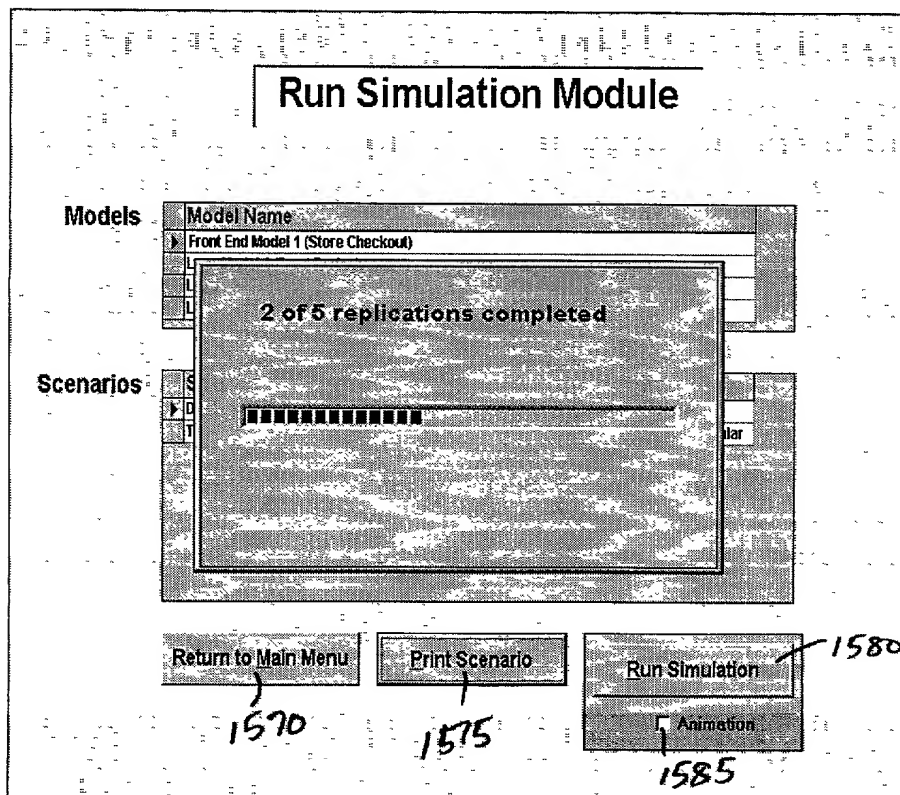 Run Simulation Module
Models
Model Name
Front End Model 1 (Store Checkout)
L
L
L
2 of 5 replications completed
Scenarios
S
D
T
ular
Return to Main Menu
Print Scenario
Run Simulation
Animation
1570
1575
1580
1585